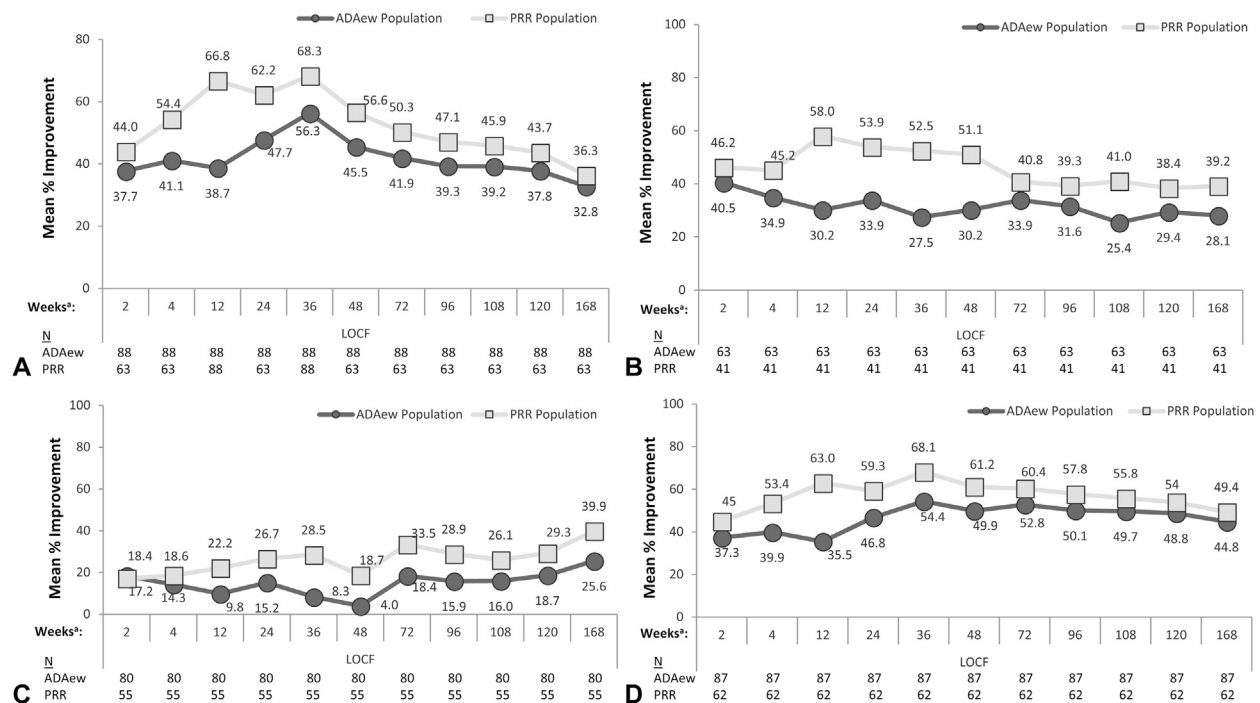 ADAew Population PRR Population
Mean % Improvement
80
60
40
20
0
44.0 54.4 66.8 62.2 68.3 56.6 50.3 47.1 45.9 43.7 36.3
37.7 41.1 38.7 47.7 56.3 45.5 41.9 39.3 39.2 37.8 32.8
Weeksᵃ: 2 4 12 24 36 48 72 96 108 120 168
N LOCF
ADAew 88 88 88 88 88 88 88 88 88 88 88
PRR 63 63 88 63 88 63 63 63 63 63 63
A
ADAew Population PRR Population
Mean % Improvement
100
80
60
40
20
0
46.2 45.2 58.0 53.9 52.5 51.1 40.8 39.3 41.0 38.4 39.2
40.5 34.9 30.2 33.9 27.5 30.2 33.9 31.6 25.4 29.4 28.1
Weeksᵃ: 2 4 12 24 36 48 72 96 108 120 168
N LOCF
ADAew 63 63 63 63 63 63 63 63 63 63 63
PRR 41 41 41 41 41 41 41 41 41 41 41
B
ADAew Population PRR Population
Mean % Improvement
100
80
60
40
20
0
18.4 18.6 22.2 26.7 28.5 18.7 33.5 28.9 26.1 29.3 39.9
17.2 14.3 9.8 15.2 8.3 4.0 18.4 15.9 16.0 18.7 25.6
Weeksᵃ: 2 4 12 24 36 48 72 96 108 120 168
N LOCF
ADAew 80 80 80 80 80 80 80 80 80 80 80
PRR 55 55 55 55 55 55 55 55 55 55 55
C
ADAew Population PRR Population
Mean % Improvement
100
80
60
40
20
0
45 53.4 63.0 59.3 68.1 61.2 60.4 57.8 55.8 54 49.4
37.3 39.9 35.5 46.8 54.4 49.9 52.8 50.1 49.7 48.8 44.8
Weeksᵃ: 2 4 12 24 36 48 72 96 108 120 168
N LOCF
ADAew 87 87 87 87 87 87 87 87 87 87 87
PRR 62 62 62 62 62 62 62 62 62 62 62
D